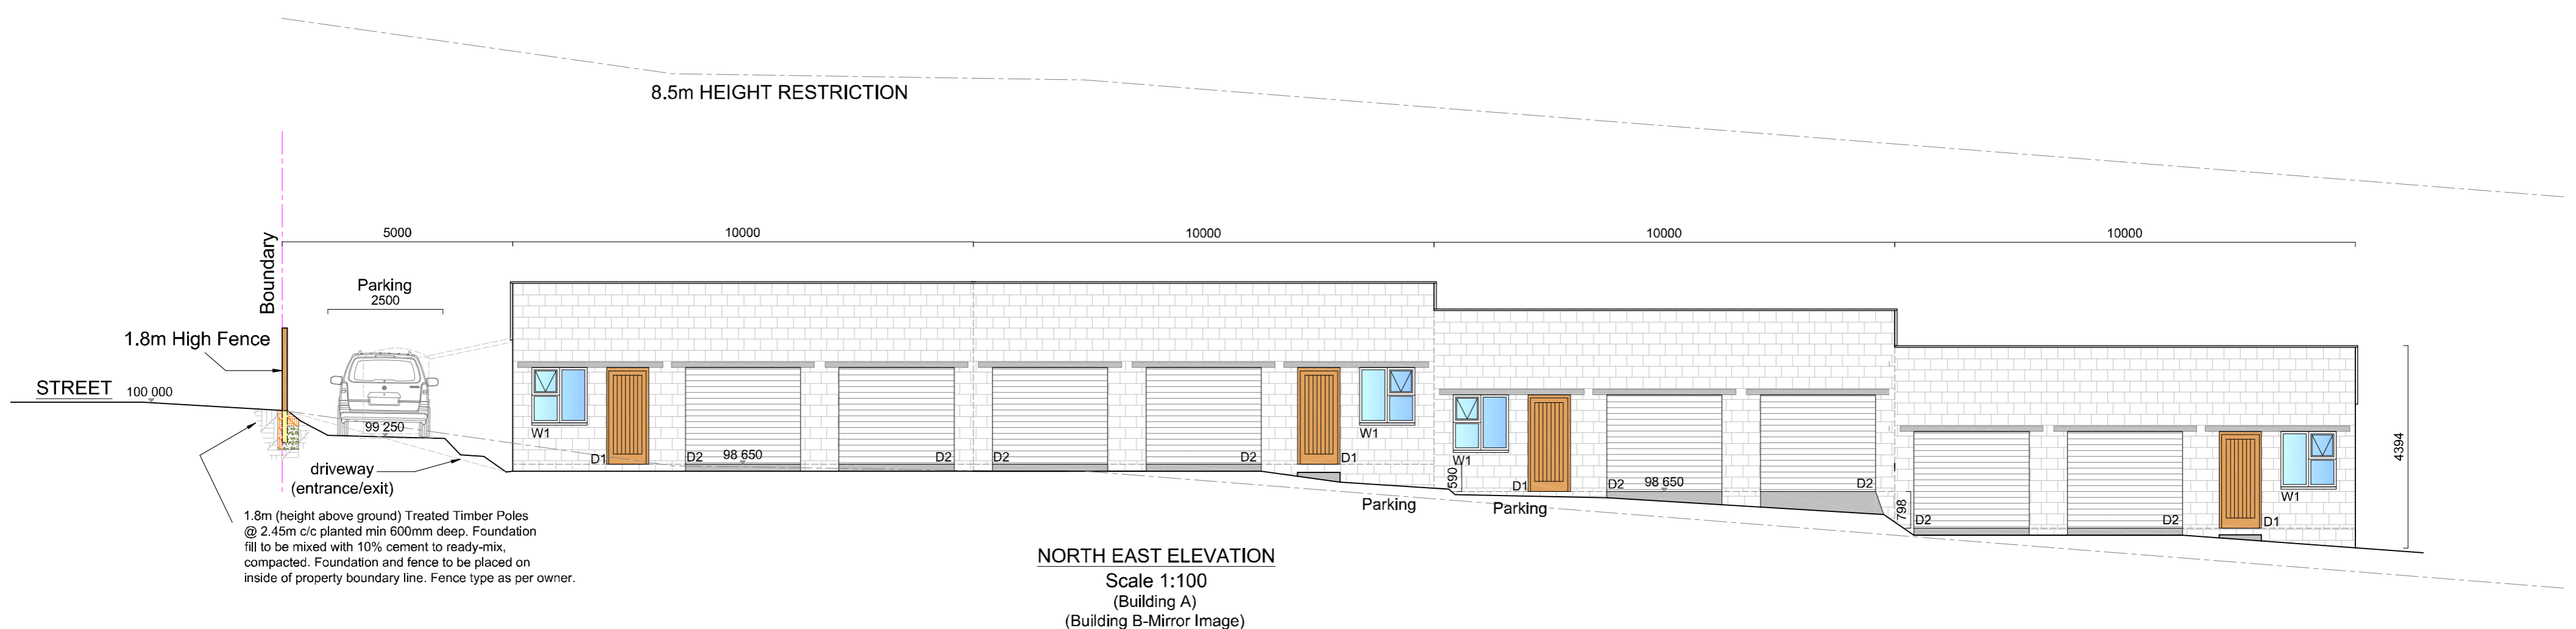 8.5m HEIGHT RESTRICTION
5000
10000
10000
10000
10000
Boundary
Parking
2500
1.8m High Fence
STREET
100 000
99 250
driveway
(entrance/exit)
1.8m (height above ground) Treated Timber Poles
@ 2.45m c/c planted min 600mm deep. Foundation
fill to be mixed with 10% cement to ready-mix,
compacted. Foundation and fence to be placed on
inside of property boundary line. Fence type as per owner.
W1
D1
D2
98 650
D2
D2
D2
D1
W1
Parking
590
W1
Parking
D1
D2
98 650
D2
798
D2
D2
D1
W1
4394
NORTH EAST ELEVATION
Scale 1:100
(Building A)
(Building B-Mirror Image)